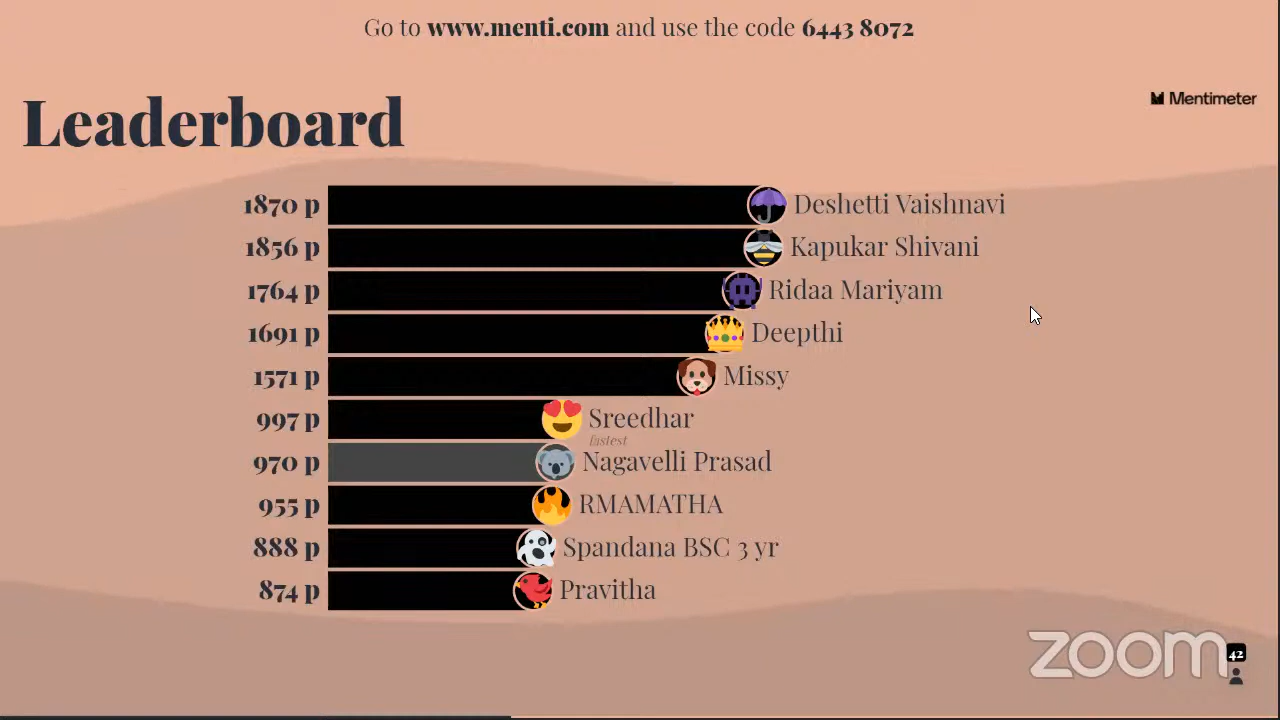 Go to www.menti.com and use the code 6443 8072
Leaderboard
Mentimeter
1870 p Deshetti Vaishnavi
1856 p Kapukar Shivani
1764 p Ridaa Mariyam
1691 p Deepthi
1571 p Missy
997 p Sreedhar
fastest
970 p Nagavelli Prasad
955 p RMAMATHA
888 p Spandana BSC 3 yr
874 p Pravitha
zoom
42